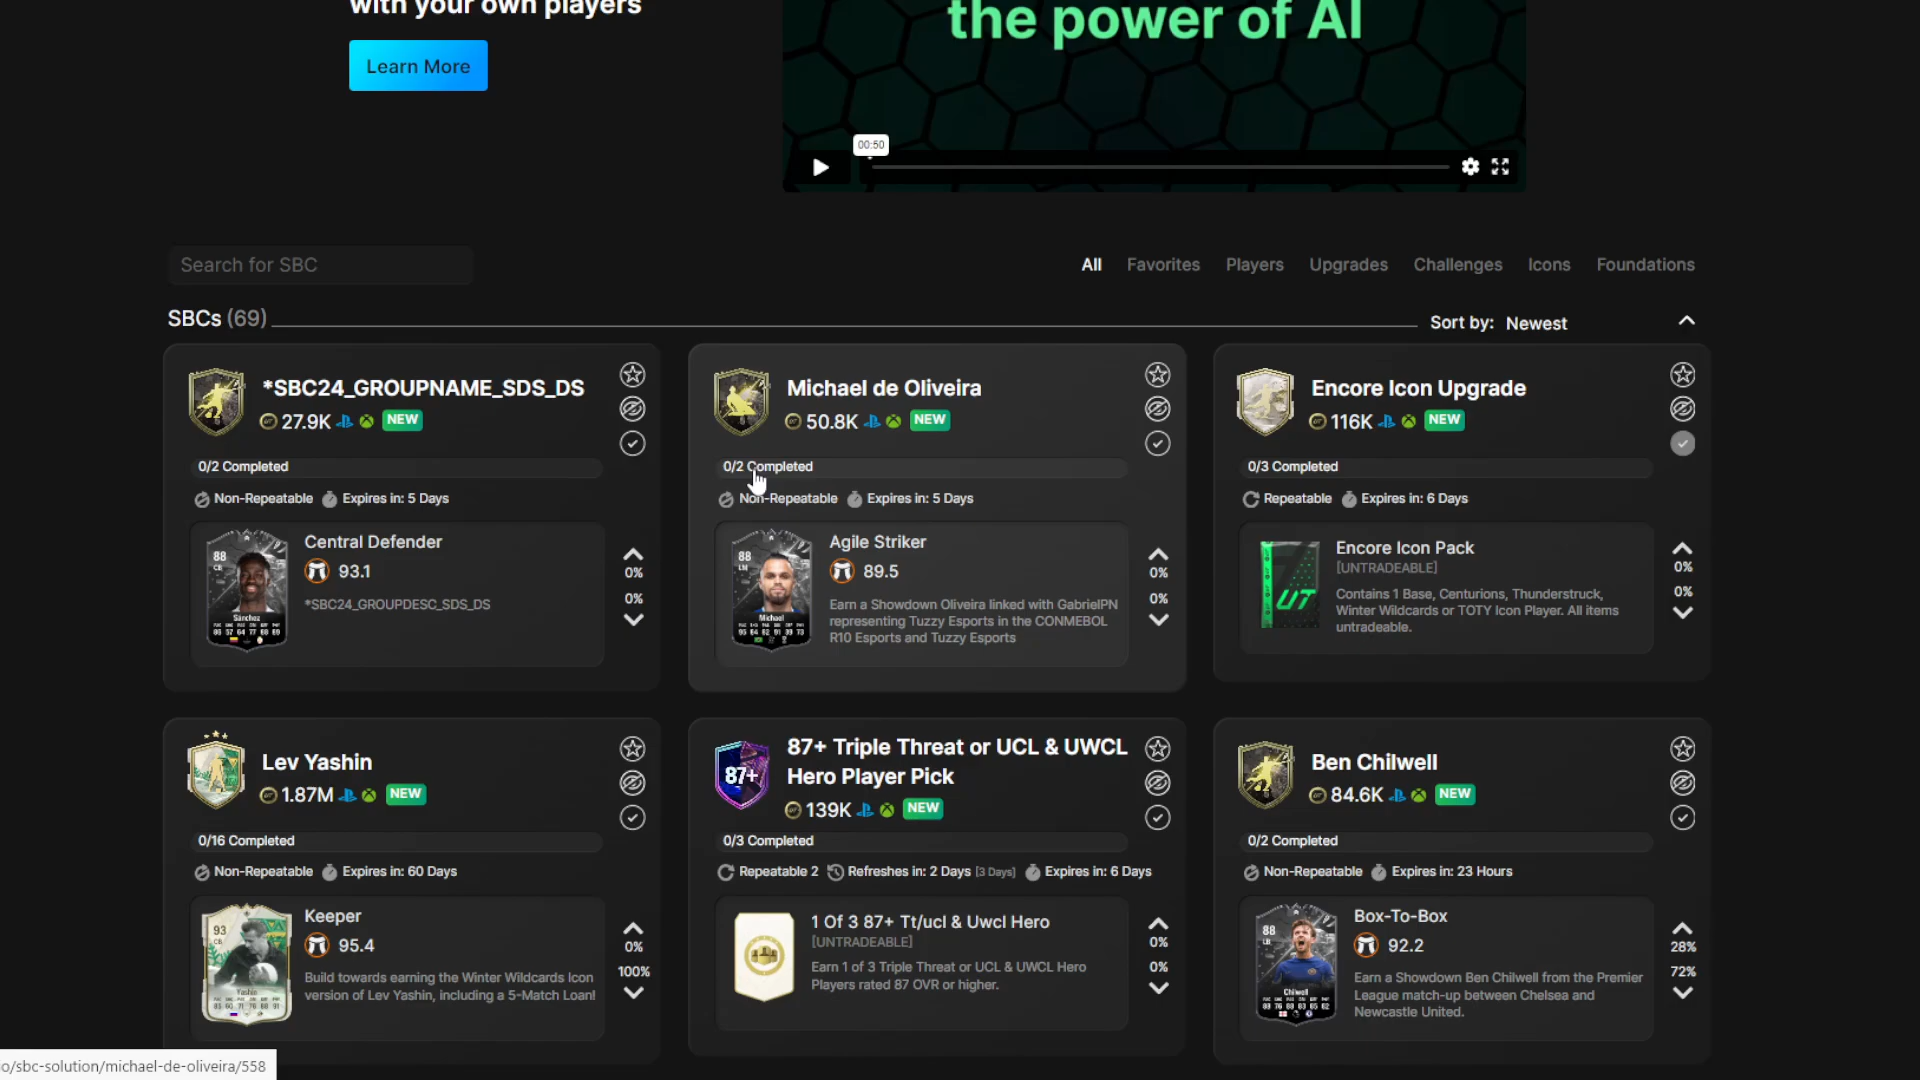 with your own players
Learn More
the power of AI
00:50
Search for SBC
All Favorites Players Upgrades Challenges Icons Foundations
SBCs (69)
Sort by: Newest
*SBC24_GROUPNAME_SDS_DS
27.9K NEW
0/2 Completed
Non-Repeatable Expires in: 5 Days
88
CB
Sánchez
Central Defender
93.1
*SBC24_GROUPDESC_SDS_DS
0%
0%
Michael de Oliveira
50.8K NEW
0/2 Completed
Non-Repeatable Expires in: 5 Days
88
LM
Michael
Agile Striker
89.5
Earn a Showdown Oliveira linked with GabrielPN
representing Tuzzy Esports in the CONMEBOL
R10 Esports and Tuzzy Esports
0%
0%
Encore Icon Upgrade
116K NEW
0/3 Completed
Repeatable Expires in: 6 Days
UT
Encore Icon Pack
[UNTRADEABLE]
Contains 1 Base, Centurions, Thunderstruck,
Winter Wildcards or TOTY Icon Player. All items
untradeable.
0%
0%
Lev Yashin
1.87M NEW
0/16 Completed
Non-Repeatable Expires in: 60 Days
93
Yashin
Keeper
95.4
Build towards earning the Winter Wildcards Icon
version of Lev Yashin, including a 5-Match Loan!
0%
100%
87+
87+ Triple Threat or UCL & UWCL
Hero Player Pick
139K NEW
0/3 Completed
Repeatable 2 Refreshes in: 2 Days [3 Days] Expires in: 6 Days
1 Of 3 87+ Tt/ucl & Uwcl Hero
[UNTRADEABLE]
Earn 1 of 3 Triple Threat or UCL & UWCL Hero
Players rated 87 OVR or higher.
0%
0%
Ben Chilwell
84.6K NEW
0/2 Completed
Non-Repeatable Expires in: 23 Hours
88
LB
Chilwell
Box-To-Box
92.2
Earn a Showdown Ben Chilwell from the Premier
League match-up between Chelsea and
Newcastle United.
28%
72%
o/sbc-solution/michael-de-oliveira/558